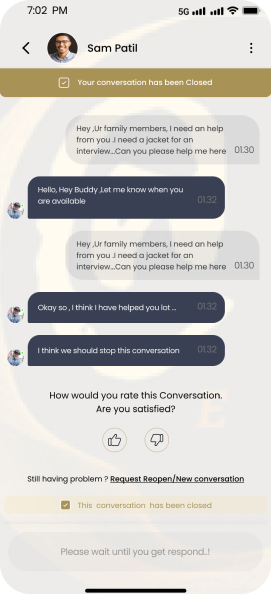 7:02 PM 5G
Sam Patil
Your conversation has been Closed
Hey ,Ur family members, I need an help
from you .I need a jacket for an
interview...Can you please help me here 01.30
Hello, Hey Buddy ,Let me know when you
are available 01.32
Hey ,Ur family members, I need an help
from you .I need a jacket for an
interview...Can you please help me here 01.30
Okay so , I think I have helped you lot ... 01.32
I think we should stop this conversation 01.32
How would you rate this Conversation.
Are you satisfied?
Still having problem ? Request Reopen/New conversation
This conversation has been closed
Please wait until you get respond..!